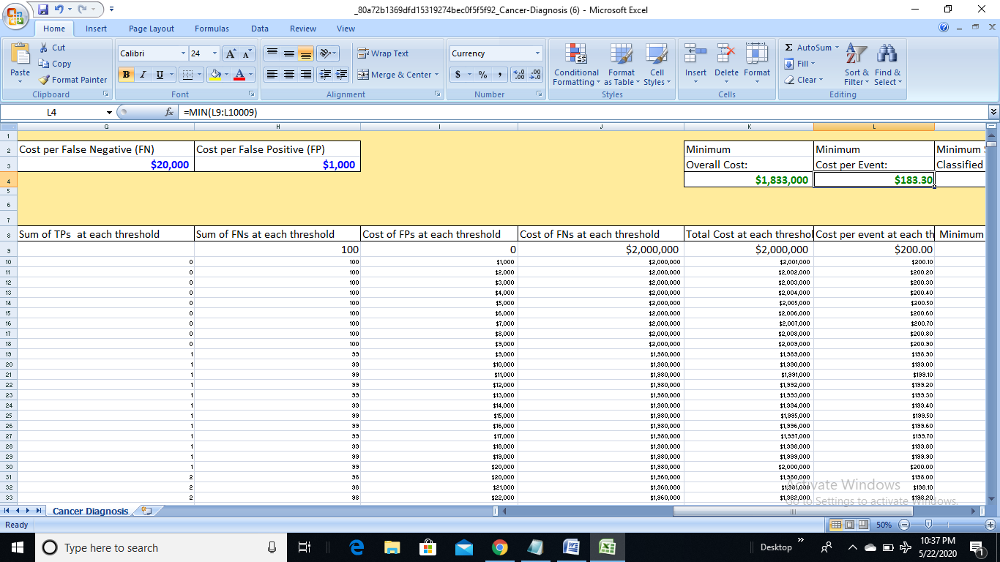 _80a72b1369dfd15319274bec0f5f5f92_Cancer-Diagnosis (6) - Microsoft Excel
Home Insert Page Layout Formulas Data Review View
Cut
Copy
Format Painter
Paste
Clipboard
Calibri 24
B I U
Font
Wrap Text
Merge & Center
Alignment
Currency
$ % ,
Number
Conditional Formatting
Format as Table
Cell Styles
Styles
Insert Delete Format
Cells
AutoSum
Fill
Clear
Sort & Filter
Find & Select
Editing
L4 fx =MIN(L9:L10009)
G H I J K L
1
2 Cost per False Negative (FN) Cost per False Positive (FP) Minimum Minimum Minimum
3 $20,000 $1,000 Overall Cost: Cost per Event: Classified
4 $1,833,000 $183.30
5
6
7
8 Sum of TPs at each threshold Sum of FNs at each threshold Cost of FPs at each threshold Cost of FNs at each threshold Total Cost at each threshol Cost per event at each th Minimum
9 100 0 $2,000,000 $2,000,000 $200.00
10 0 100 $1,000 $2,000,000 $2,001,000 $200.10
11 0 100 $2,000 $2,000,000 $2,002,000 $200.20
12 0 100 $3,000 $2,000,000 $2,003,000 $200.30
13 0 100 $4,000 $2,000,000 $2,004,000 $200.40
14 0 100 $5,000 $2,000,000 $2,005,000 $200.50
15 0 100 $6,000 $2,000,000 $2,006,000 $200.60
16 0 100 $7,000 $2,000,000 $2,007,000 $200.70
17 0 100 $8,000 $2,000,000 $2,008,000 $200.80
18 0 100 $9,000 $2,000,000 $2,009,000 $200.90
19 1 99 $9,000 $1,980,000 $1,989,000 $198.90
20 1 99 $10,000 $1,980,000 $1,990,000 $199.00
21 1 99 $11,000 $1,980,000 $1,991,000 $199.10
22 1 99 $12,000 $1,980,000 $1,992,000 $199.20
23 1 99 $13,000 $1,980,000 $1,993,000 $199.30
24 1 99 $14,000 $1,980,000 $1,994,000 $199.40
25 1 99 $15,000 $1,980,000 $1,995,000 $199.50
26 1 99 $16,000 $1,980,000 $1,996,000 $199.60
27 1 99 $17,000 $1,980,000 $1,997,000 $199.70
28 1 99 $18,000 $1,980,000 $1,998,000 $199.80
29 1 99 $19,000 $1,980,000 $1,999,000 $199.90
30 1 99 $20,000 $1,980,000 $2,000,000 $200.00
31 2 98 $20,000 $1,960,000 $1,980,000 $198.00
32 2 98 $21,000 $1,960,000 $1,981,000 $198.10
33 2 98 $22,000 $1,960,000 $1,982,000 $198.20
Activate Windows
Go to Settings to activate Windows.
Cancer Diagnosis
Ready 50%
Type here to search
Desktop
10:37 PM
5/22/2020
1